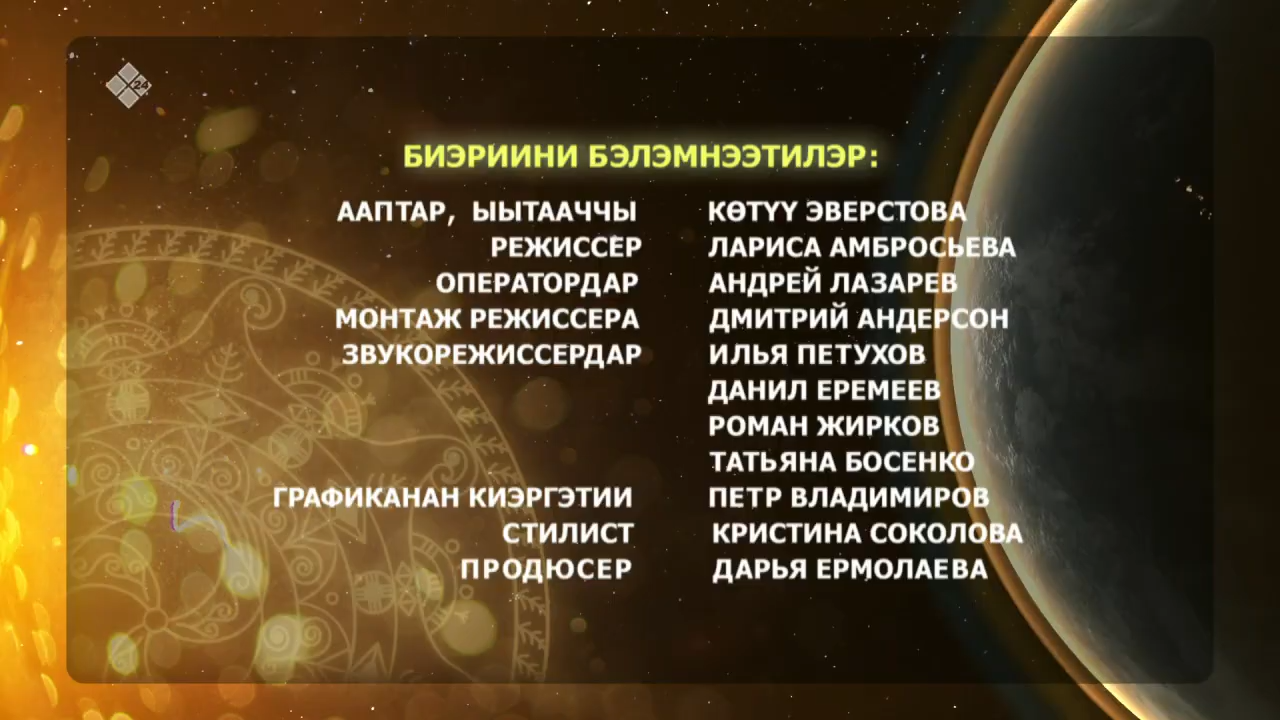 24
БИЭРИИНИ БЭЛЭМНЭЭТИЛЭР:
ААПТАР, ЫЫТААЧЧЫ КӨТҮҮ ЭВЕРСТОВА
РЕЖИССЕР ЛАРИСА АМБРОСЬЕВА
ОПЕРАТОРДАР АНДРЕЙ ЛАЗАРЕВ
МОНТАЖ РЕЖИССЕРА ДМИТРИЙ АНДЕРСОН
ЗВУКОРЕЖИССЕРДАР ИЛЬЯ ПЕТУХОВ
ДАНИЛ ЕРЕМЕЕВ
РОМАН ЖИРКОВ
ТАТЬЯНА БОСЕНКО
ГРАФИКАНАН КИЭРГЭТИИ ПЕТР ВЛАДИМИРОВ
СТИЛИСТ КРИСТИНА СОКОЛОВА
ПРОДЮСЕР ДАРЬЯ ЕРМОЛАЕВА